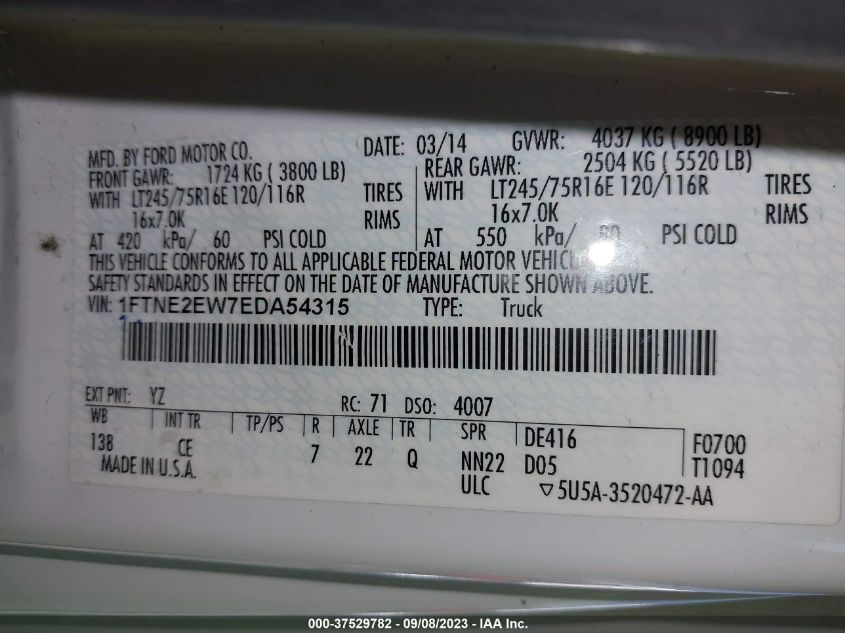 MFD. BY FORD MOTOR CO. DATE: 03/14 GVWR: 4037 KG ( 8900 LB)
FRONT GAWR: 1724 KG ( 3800 LB) REAR GAWR: 2504 KG ( 5520 LB)
WITH LT245/75R16E 120/116R TIRES WITH LT245/75R16E 120/116R TIRES
16x7.0K RIMS 16x7.0K RIMS
AT 420 kPa/ 60 PSI COLD AT 550 kPa/ PSI COLD
THIS VEHICLE CONFORMS TO ALL APPLICABLE FEDERAL MOTOR
SAFETY STANDARDS IN EFFECT ON THE DATE OF MANUFACTURE SHOWN ABOVE.
VIN: 1FTNE2EW7EDA54315 TYPE: Truck
EXT PNT: YZ RC: 71 DSO: 4007
WB INT TR TP/PS R AXLE TR SPR DE416 F0700
138 CE 7 22 Q NN22 D05 T1094
MADE IN U.S.A. ULC ▽5U5A-3520472-AA
000-37529782 - 09/08/2023 - IAA Inc.